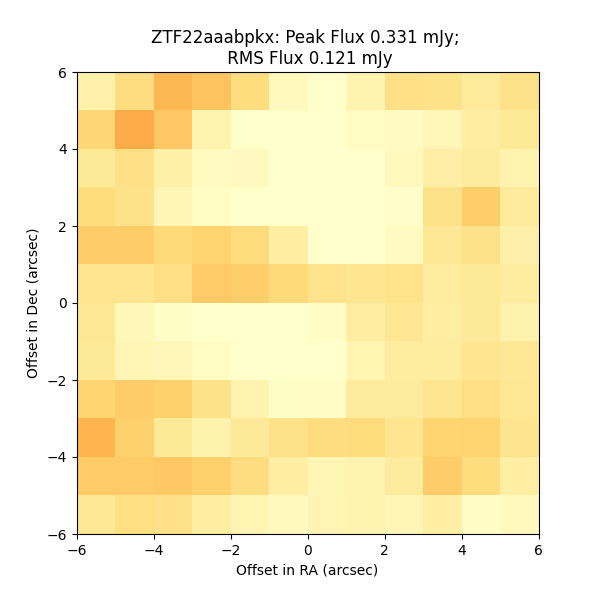 ZTF22aaabpkx: Peak Flux 0.331 mJy;
RMS Flux 0.121 mJy
6
4
2
0
−2
−4
−6
Offset in Dec (arcsec)
−6 −4 −2 0 2 4 6
Offset in RA (arcsec)